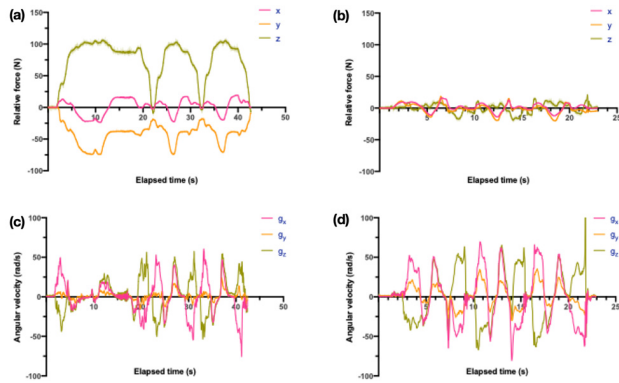 (a)
x
y
z
150
100
50
0
-50
-100
10
20
30
40
50
Relative force (N)
Elapsed time (s)
(b)
x
y
z
150
100
50
0
-50
-100
5
10
15
20
25
Relative force (N)
Elapsed time (s)
(c)
gx
gy
gz
100
50
0
-50
-100
10
20
30
40
50
Angular velocity (rad/s)
Elapsed time (s)
(d)
gx
gy
gz
100
50
0
-50
-100
5
10
15
20
25
Angular velocity (rad/s)
Elapsed time (s)